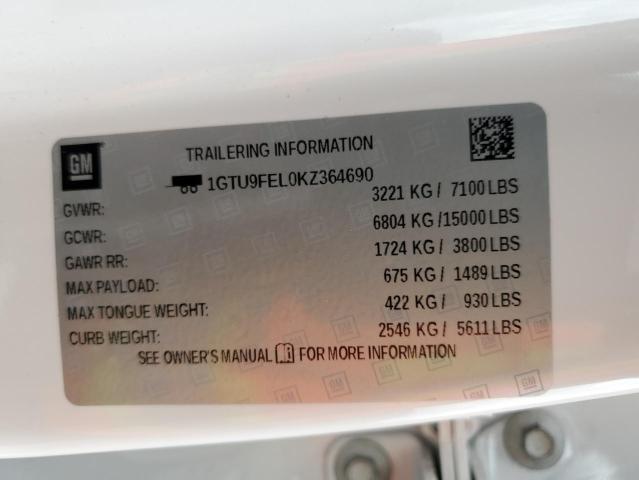 GM
TRAILERING INFORMATION
1GTU9FEL0KZ364690
GVWR: 3221 KG / 7100 LBS
GCWR: 6804 KG /15000 LBS
GAWR RR: 1724 KG / 3800 LBS
MAX PAYLOAD: 675 KG / 1489 LBS
MAX TONGUE WEIGHT: 422 KG / 930 LBS
CURB WEIGHT: 2546 KG / 5611 LBS
SEE OWNER'S MANUAL FOR MORE INFORMATION